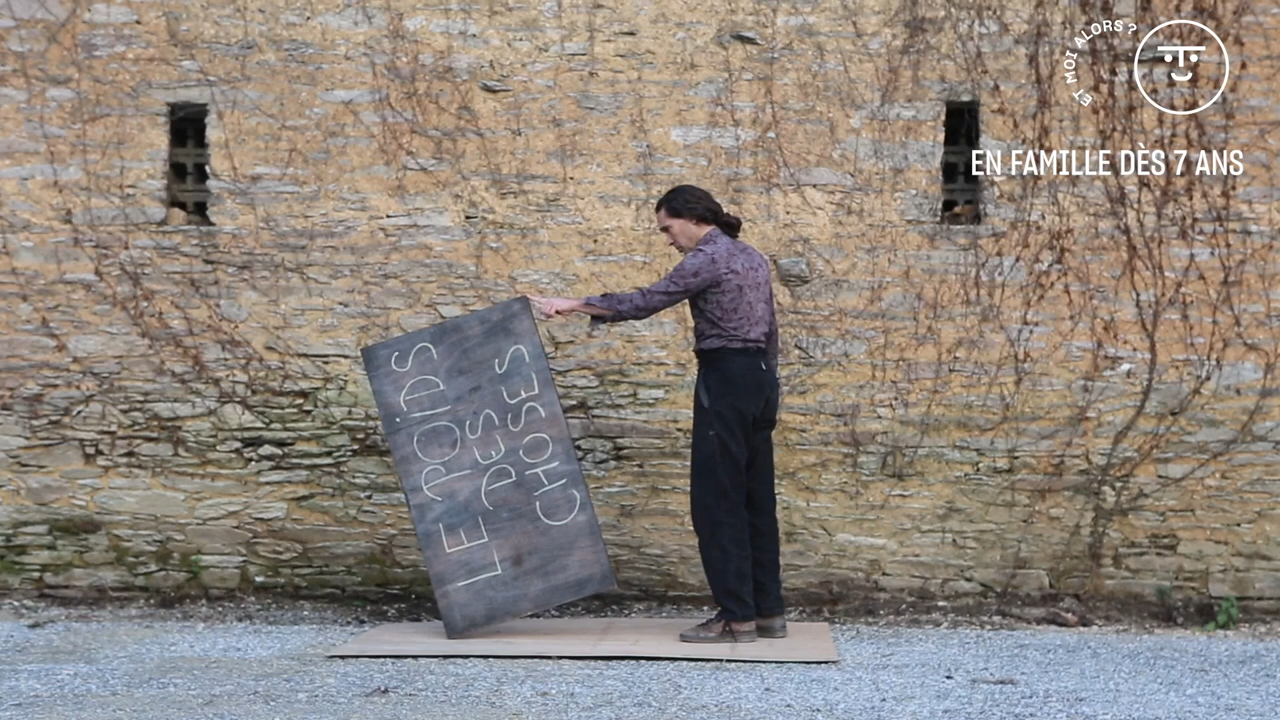 ET MOI ALORS ?
EN FAMILLE DÈS 7 ANS
LE POIDS
DES
CHOSES